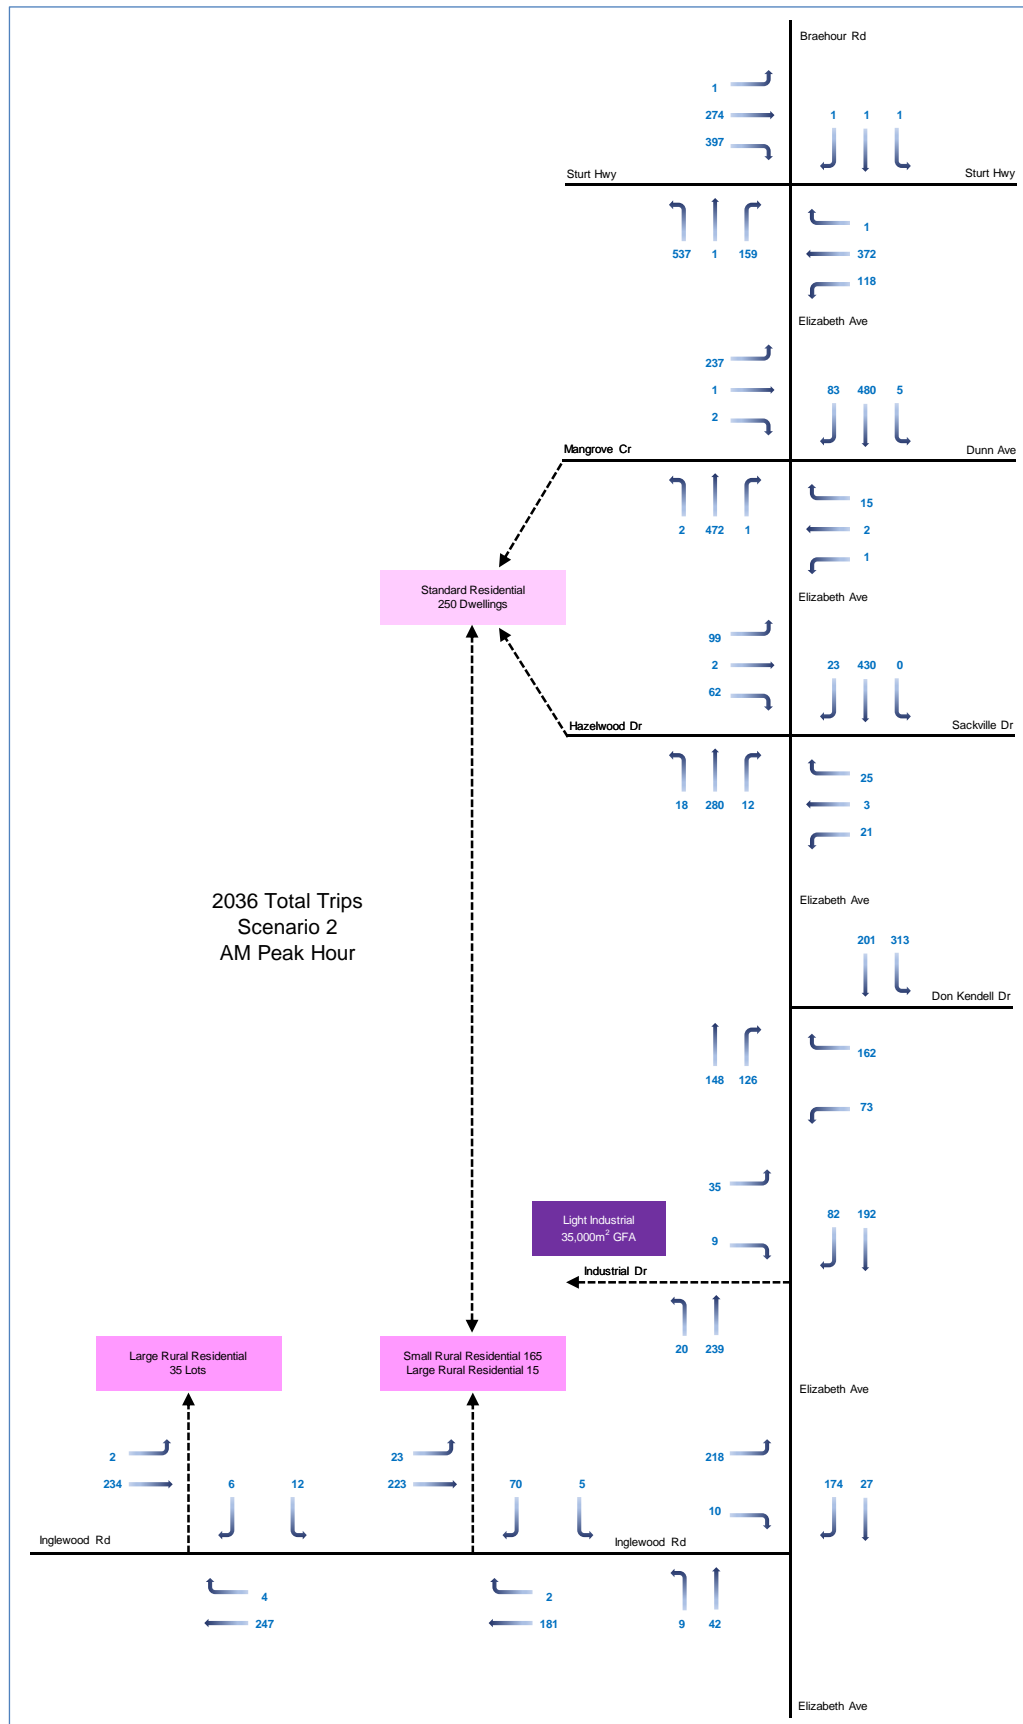 Braehour Rd
1
274
397
1 1 1
Sturt Hwy
Sturt Hwy
537 1 159
1
372
118
Elizabeth Ave
237
1
2
83 480 5
Mangrove Cr
Dunn Ave
2 472 1
15
2
1
Standard Residential
250 Dwellings
Elizabeth Ave
99
2
62
23 430 0
Hazelwood Dr
Sackville Dr
18 280 12
25
3
21
2036 Total Trips
Scenario 2
AM Peak Hour
Elizabeth Ave
201 313
Don Kendell Dr
148 126
162
73
35
9
Light Industrial
35,000m² GFA
82 192
Industrial Dr
20 239
Large Rural Residential
35 Lots
Small Rural Residential 165
Large Rural Residential 15
Elizabeth Ave
2
234
6 12
23
223
70 5
218
10
174 27
Inglewood Rd
Inglewood Rd
4
247
2
181
9 42
Elizabeth Ave